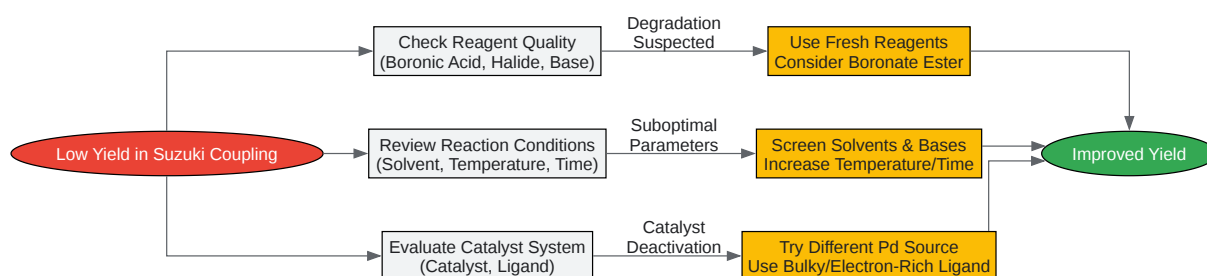 Low Yield in Suzuki Coupling
Check Reagent Quality
(Boronic Acid, Halide, Base)
Degradation
Suspected
Use Fresh Reagents
Consider Boronate Ester
Review Reaction Conditions
(Solvent, Temperature, Time)
Suboptimal
Parameters
Screen Solvents & Bases
Increase Temperature/Time
Evaluate Catalyst System
(Catalyst, Ligand)
Catalyst
Deactivation
Try Different Pd Source
Use Bulky/Electron-Rich Ligand
Improved Yield